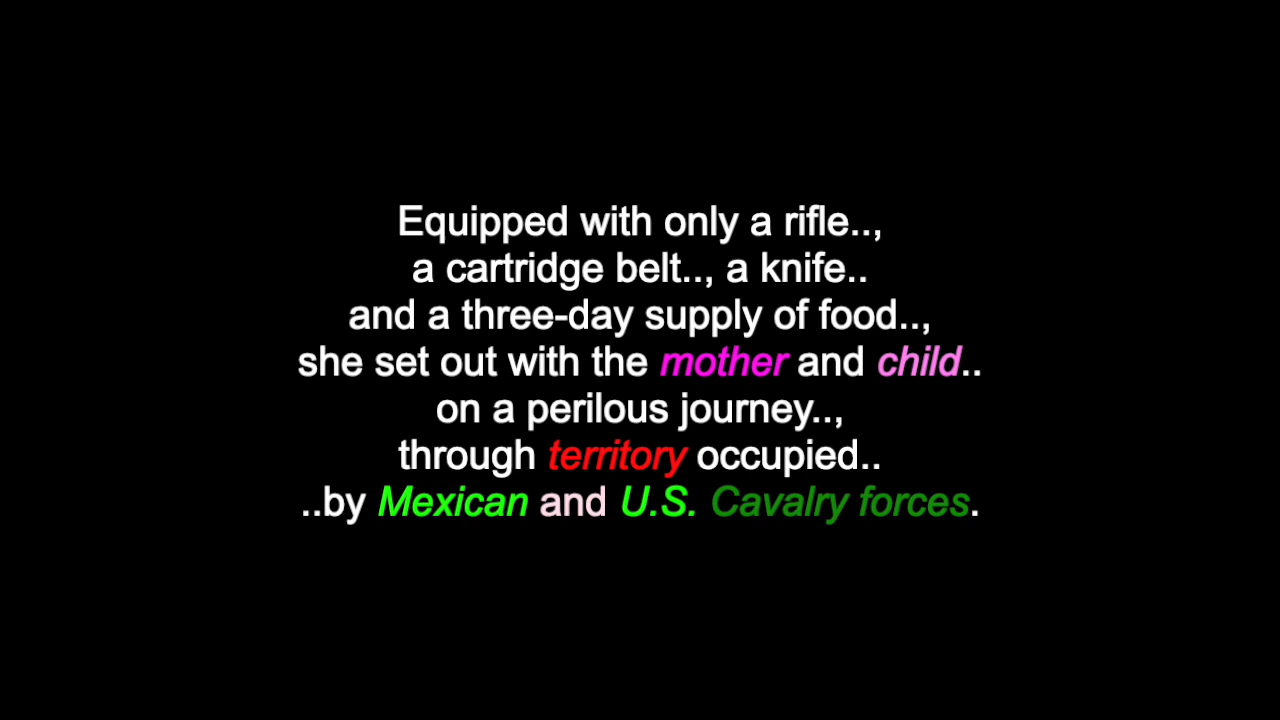 Equipped with only a rifle..,
a cartridge belt.., a knife..
and a three-day supply of food..,
she set out with the mother and child..
on a perilous journey..,
through territory occupied..
..by Mexican and U.S. Cavalry forces.